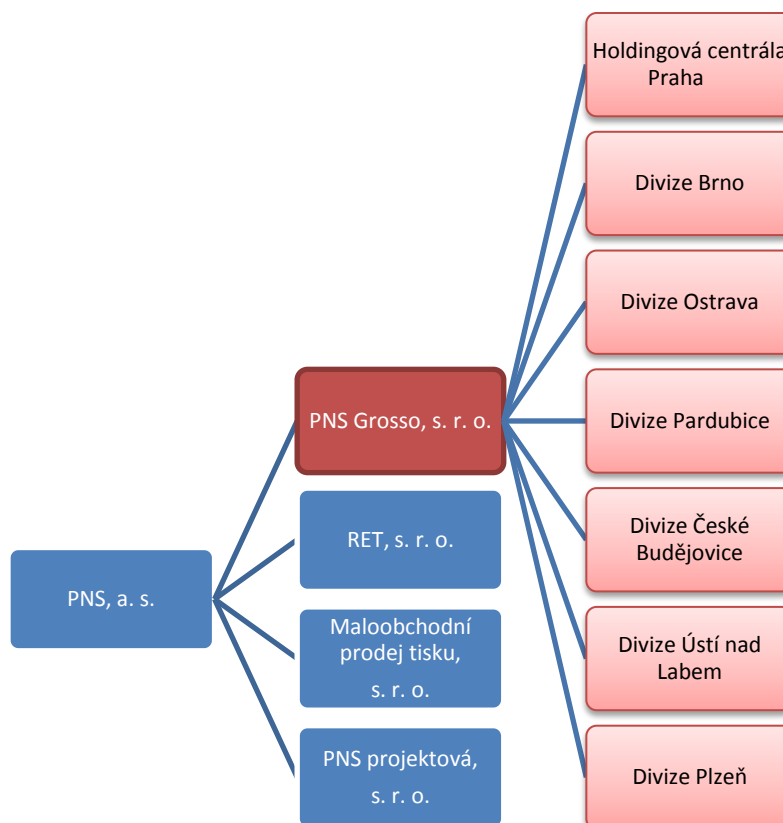 Holdingová centrála
Praha
Divize Brno
Divize Ostrava
PNS Grosso, s. r. o.
Divize Pardubice
RET, s. r. o.
Divize České
Budějovice
PNS, a. s.
Maloobchodní
prodej tisku,
s. r. o.
Divize Ústí nad
Labem
PNS projektová,
s. r. o.
Divize Plzeň